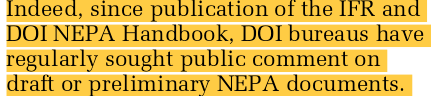 Indeed, since publication of the IFR and
DOI NEPA Handbook, DOI bureaus have
regularly sought public comment on
draft or preliminary NEPA documents.